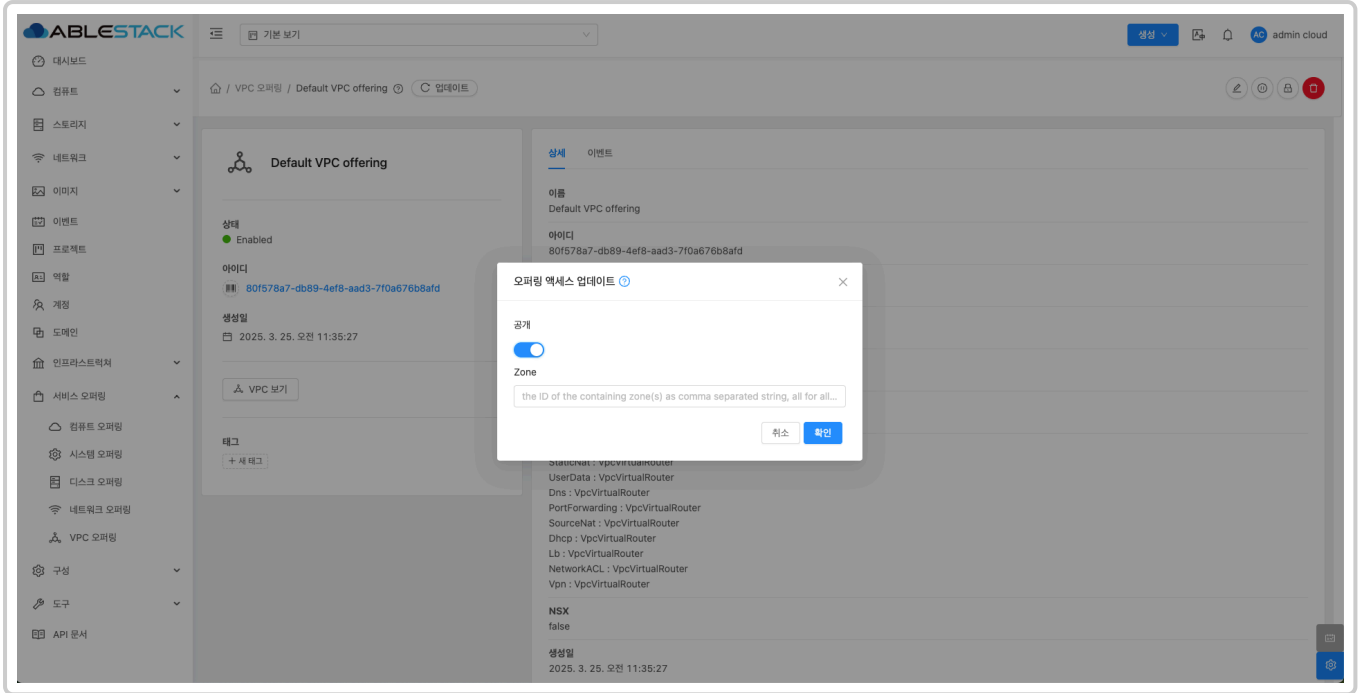 ABLESTACK
기본 보기
생성
AC
admin cloud
대시보드
컴퓨트
스토리지
네트워크
이미지
이벤트
프로젝트
역할
계정
도메인
인프라스트럭쳐
서비스 오퍼링
컴퓨트 오퍼링
시스템 오퍼링
디스크 오퍼링
네트워크 오퍼링
VPC 오퍼링
구성
도구
API 문서
/ VPC 오퍼링 / Default VPC offering
업데이트
Default VPC offering
상태
Enabled
아이디
80f578a7-db89-4ef8-aad3-7f0a676b8afd
생성일
2025. 3. 25. 오전 11:35:27
VPC 보기
태그
+ 새 태그
상세
이벤트
이름
Default VPC offering
아이디
80f578a7-db89-4ef8-aad3-7f0a676b8afd
오퍼링 액세스 업데이트
공개
Zone
the ID of the containing zone(s) as comma separated string, all for all...
취소
확인
StaticNat : VpcVirtualRouter
UserData : VpcVirtualRouter
Dns : VpcVirtualRouter
PortForwarding : VpcVirtualRouter
SourceNat : VpcVirtualRouter
Dhcp : VpcVirtualRouter
Lb : VpcVirtualRouter
NetworkACL : VpcVirtualRouter
Vpn : VpcVirtualRouter
NSX
false
생성일
2025. 3. 25. 오전 11:35:27